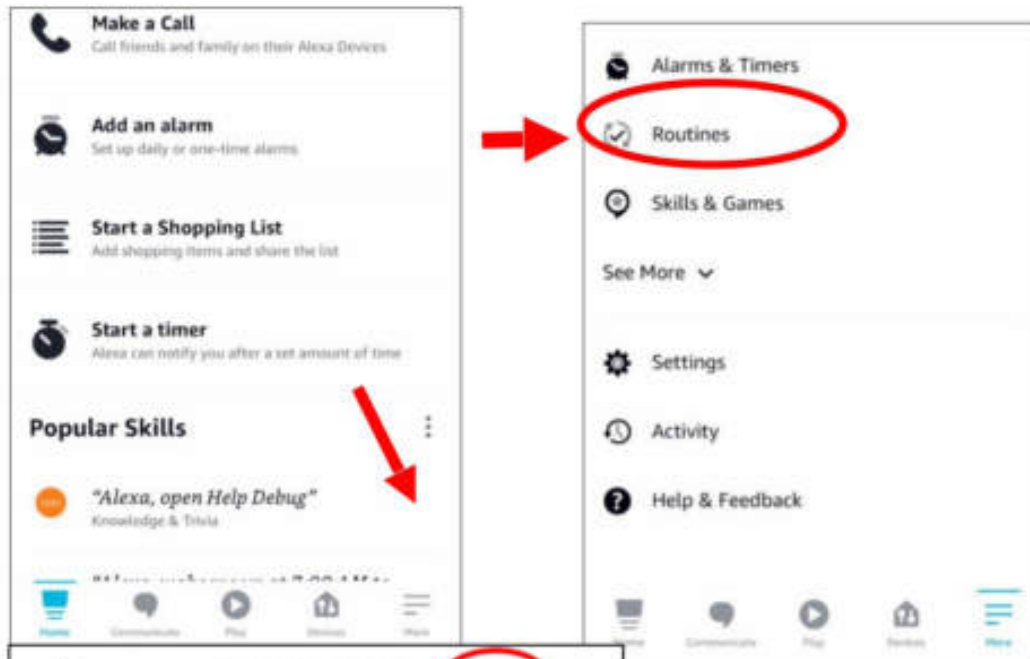 Make a Call
Call friends and family on their Alexa Devices
Add an alarm
Set up daily or one-time alarms
Start a Shopping List
Add shopping items and share the list
Start a timer
Alexa can notify you after a set amount of time
Popular Skills
"Alexa, open Help Debug"
Knowledge & Trivia
Home
Communicate
Play
Devices
More
Alarms & Timers
Routines
Skills & Games
See More
Settings
Activity
Help & Feedback
Home
Communicate
Play
Devices
More